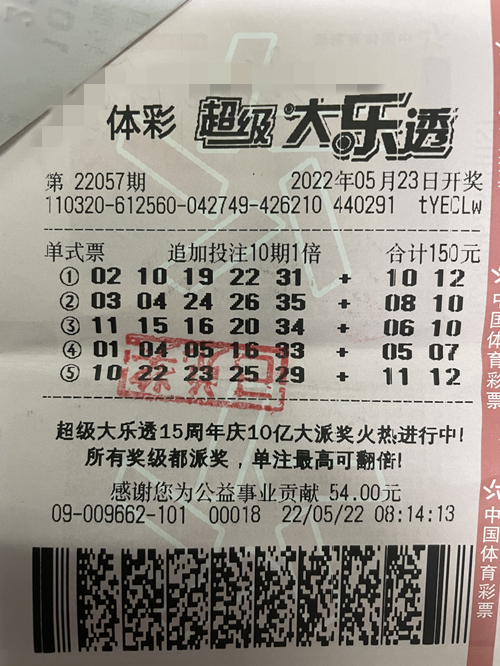 体彩 超级大乐透
第 22057期 2022年05月23日开奖
110320-612560-042749-426210 440291 tYECLw
单式票 追加投注10期1倍 合计150元
① 02 10 19 22 31 + 10 12
② 03 04 24 26 35 + 08 10
③ 11 15 16 20 34 + 06 10
④ 01 04 05 16 33 + 05 07
⑤ 10 22 23 25 29 + 11 12
超级大乐透15周年庆10亿大派奖火热进行中!
所有奖级都派奖，单注最高可翻倍!
感谢您为公益事业贡献 54.00元
09-009662-101 00018 22/05/22 08:14:13
中国体育彩票
中国体育彩票